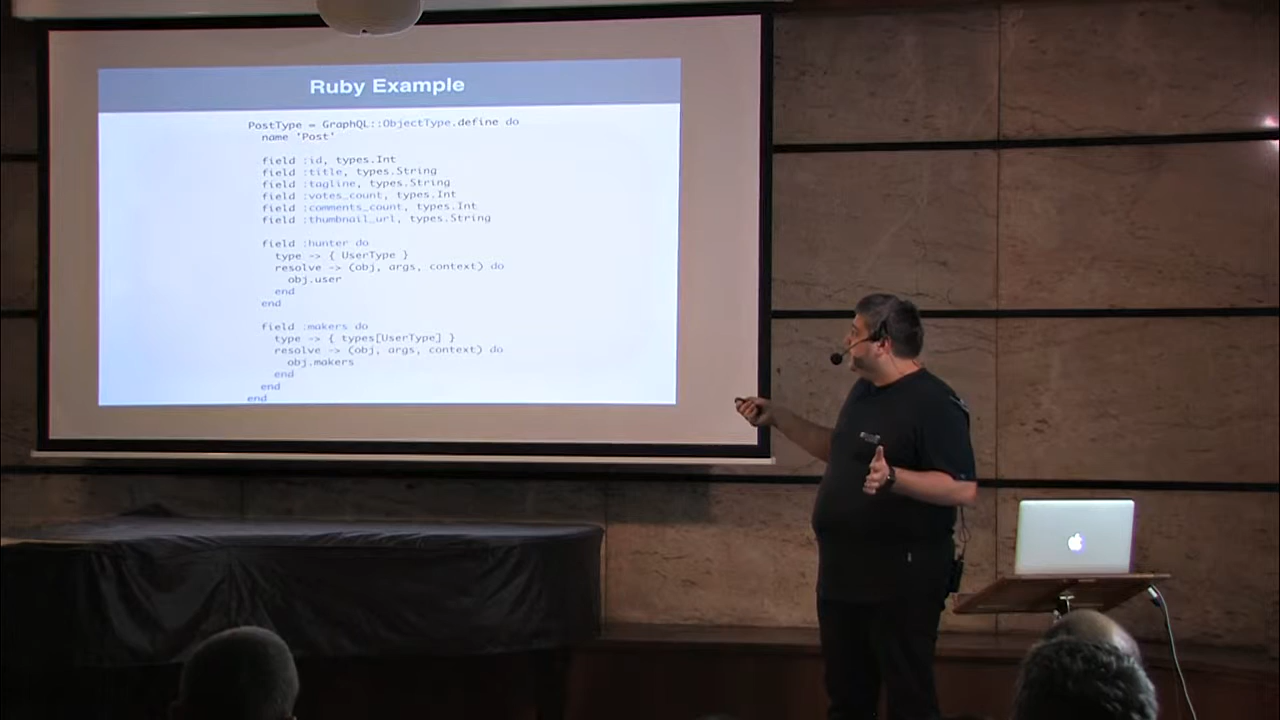 Ruby Example
PostType = GraphQL::ObjectType.define do
name 'Post'
field :id, types.Int
field :title, types.String
field :tagline, types.String
field :votes_count, types.Int
field :comments_count, types.Int
field :thumbnail_url, types.String
field :hunter do
type -> { UserType }
resolve -> (obj, args, context) do
obj.user
end
end
field :makers do
type -> { types[UserType] }
resolve -> (obj, args, context) do
obj.makers
end
end
end